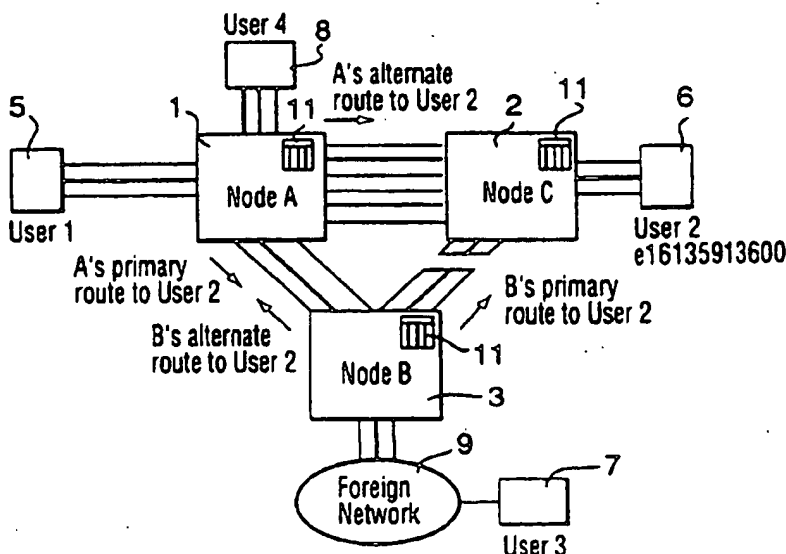 User 4
8
A's alternate
route to User 2
5
1
11
2
11
6
Node A
Node C
User 1
User 2
e16135913600
A's primary
route to User 2
B's alternate
route to User 2
B's primary
route to User 2
11
Node B
3
9
7
Foreign
Network
User 3